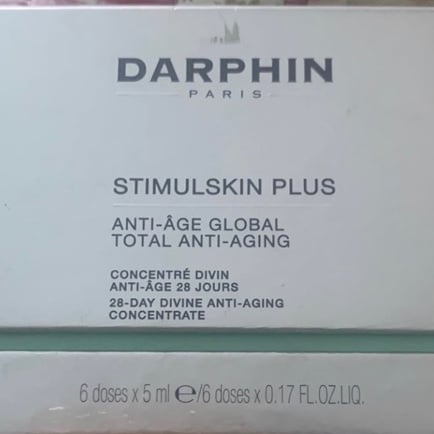 DARPHIN
PARIS
STIMULSKIN PLUS
ANTI-ÂGE GLOBAL
TOTAL ANTI-AGING
CONCENTRÉ DIVIN
ANTI-ÂGE 28 JOURS
28-DAY DIVINE ANTI-AGING
CONCENTRATE
6 doses x 5 ml ℮/6 doses x 0.17 FL.OZ.LIQ.